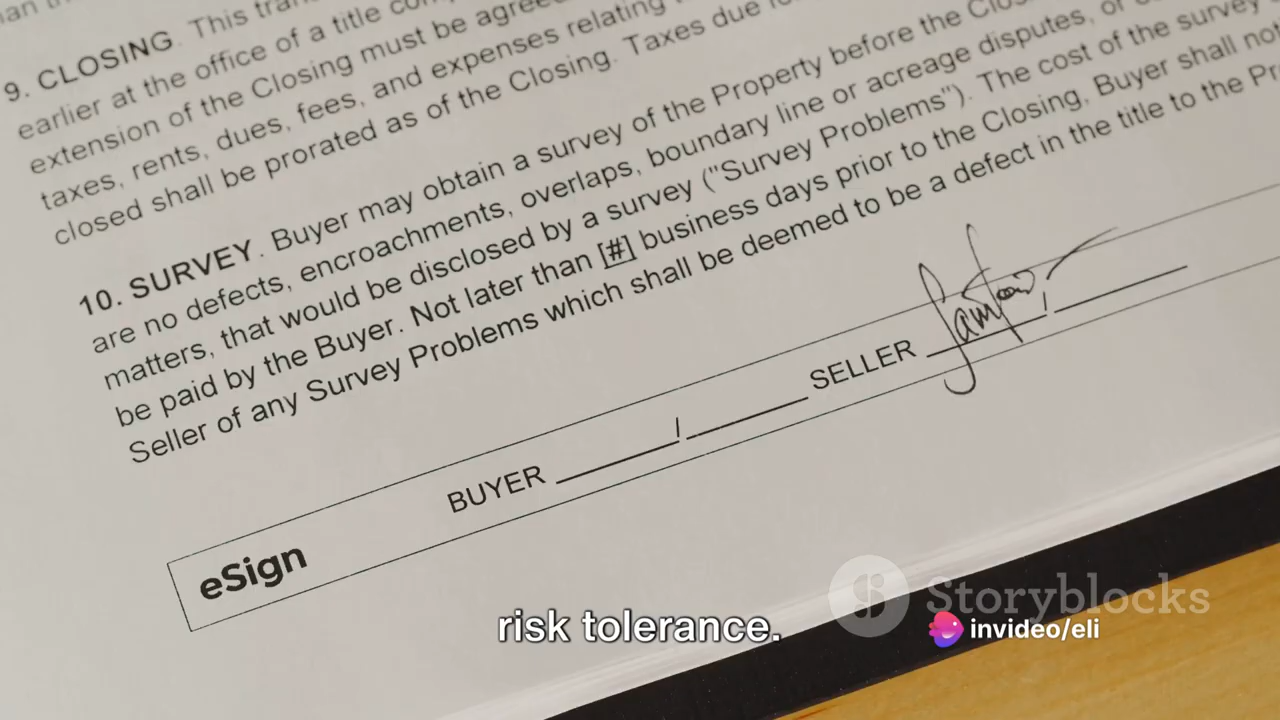 9. CLOSING. This
earlier at the office of a title
extension of the Closing must be agreed
taxes, rents, dues, fees, and expenses relating
closed shall be prorated as of the Closing. Taxes due
10. SURVEY. Buyer may obtain a survey of the Property before the
are no defects, encroachments, overlaps, boundary line or acreage disputes, or
matters, that would be disclosed by a survey ("Survey Problems"). The cost of the survey
be paid by the Buyer. Not later than [#] business days prior to the Closing, Buyer shall
Seller of any Survey Problems which shall be deemed to be a defect in the title to the
BUYER / SELLER /
eSign
Storyblocks
risk tolerance.
invideo/eli